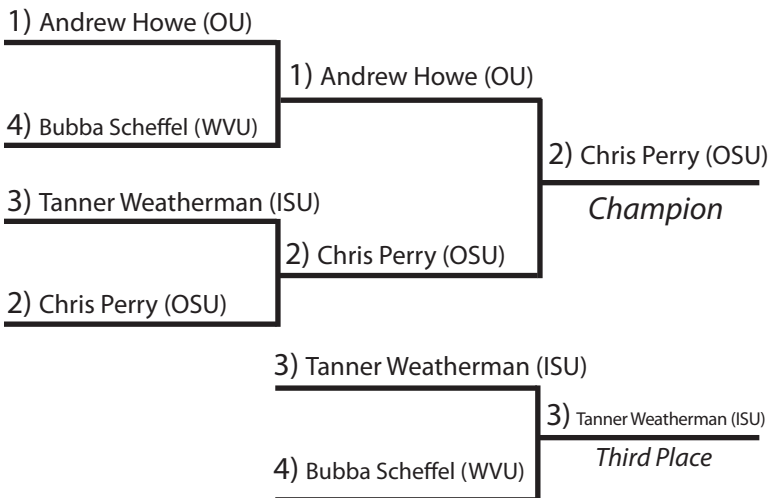 1) Andrew Howe (OU)
1) Andrew Howe (OU)
4) Bubba Scheffel (WVU)
2) Chris Perry (OSU)
Champion
3) Tanner Weatherman (ISU)
2) Chris Perry (OSU)
2) Chris Perry (OSU)
3) Tanner Weatherman (ISU)
3) Tanner Weatherman (ISU)
Third Place
4) Bubba Scheffel (WVU)